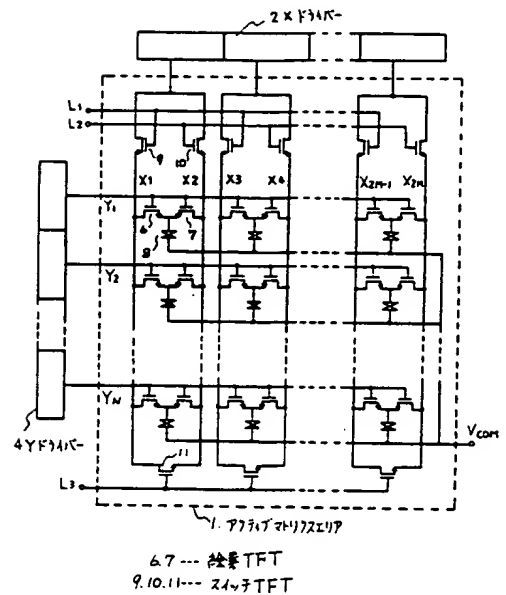 2 Xドライバー
L1
L2
9
10
X1 X2 X3 X4 X2M-1 X2M
Y1
6
7
8
Y2
YN
4 Yドライバー
VCOM
11
L3
1. アクティブマトリクスエリア
6.7 --- 絵素TFT
9.10.11--- スイッチTFT